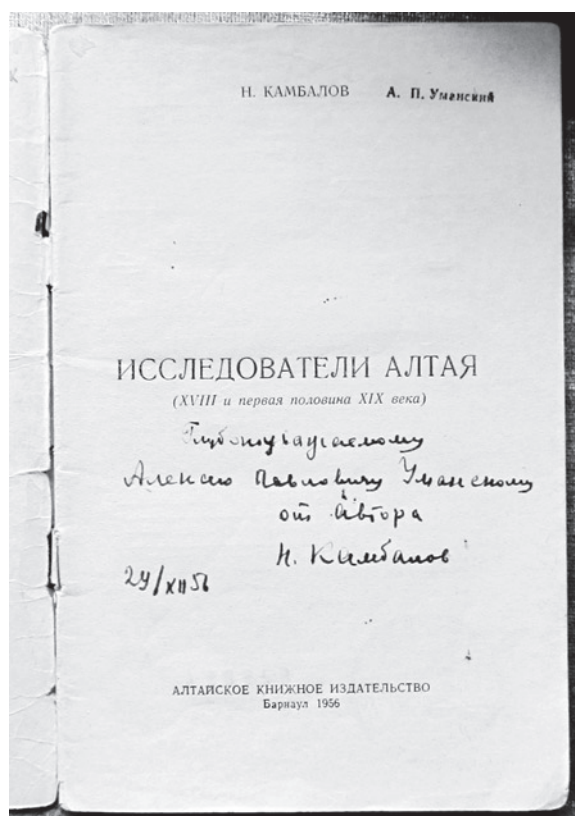 Н. КАМБАЛОВ А. П. Уманский
ИССЛЕДОВАТЕЛИ АЛТАЯ
(XVIII и первая половина XIX века)
Глубокоуважаемому
Алексею Павловичу Уманскому
от Автора
Н. Камбалов
24/XII 56
АЛТАЙСКОЕ КНИЖНОЕ ИЗДАТЕЛЬСТВО
Барнаул 1956